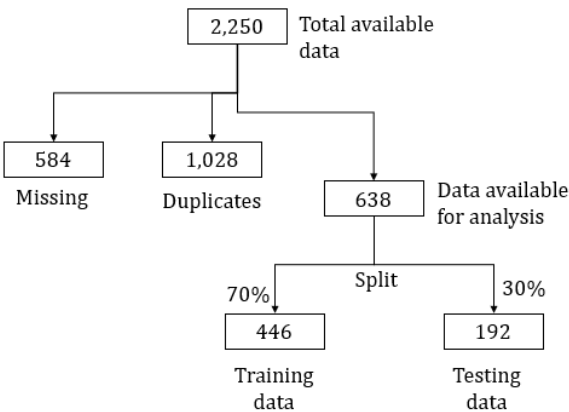 2,250
Total available
data
584
1,028
Missing
Duplicates
638
Data available
for analysis
Split
70%
30%
446
192
Training
data
Testing
data